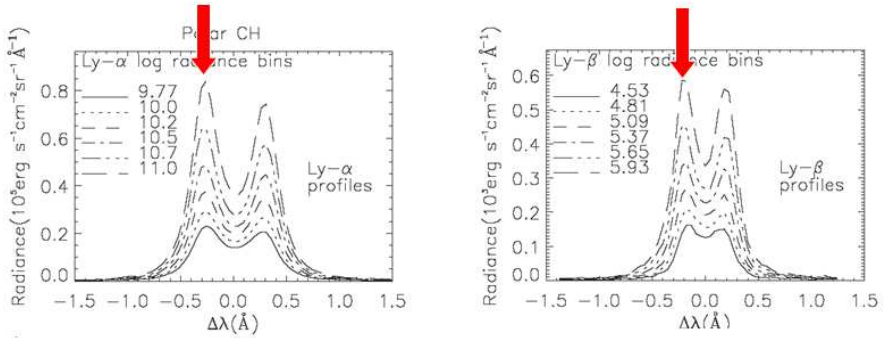 Polar CH
Ly−α log radiance bins
9.77
10.0
10.2
10.5
10.7
11.0
Ly−α
profiles
Radiance(10⁵erg s⁻¹cm⁻²sr⁻¹Å⁻¹)
0.8
0.6
0.4
0.2
0.0
−1.5 −1.0 −0.5 0.0 0.5 1.0 1.5
Δλ(Å)
Ly−β log radiance bins
4.53
4.81
5.09
5.37
5.65
5.93
Ly−β
profiles
Radiance(10³erg s⁻¹cm⁻²sr⁻¹Å⁻¹)
0.6
0.5
0.4
0.3
0.2
0.1
0.0
−1.5 −1.0 −0.5 0.0 0.5 1.0 1.5
Δλ(Å)